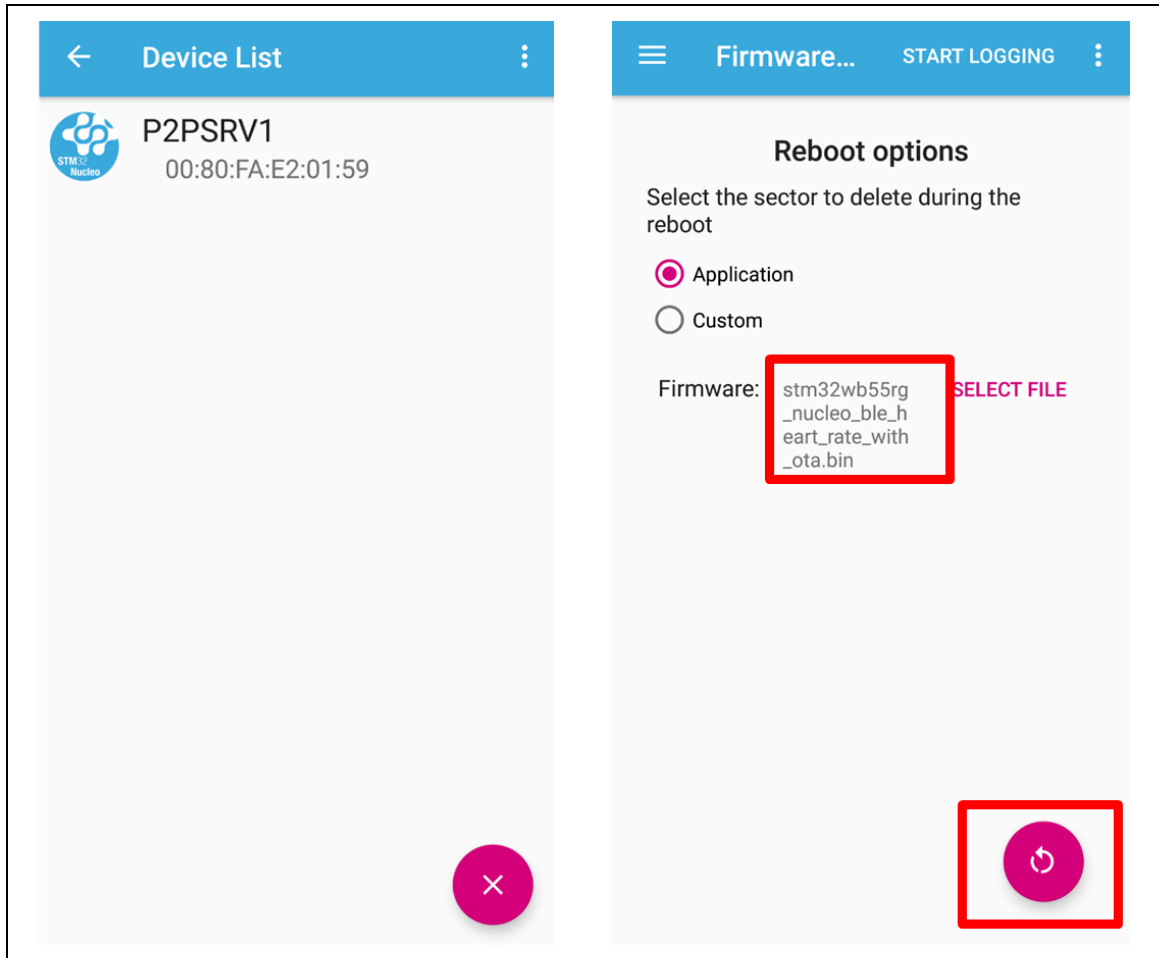 Device List
STM32
Nucleo
P2PSRV1
00:80:FA:E2:01:59
Firmware... START LOGGING
Reboot options
Select the sector to delete during the
reboot
Application
Custom
Firmware: stm32wb55rg SELECT FILE
_nucleo_ble_h
eart_rate_with
_ota.bin